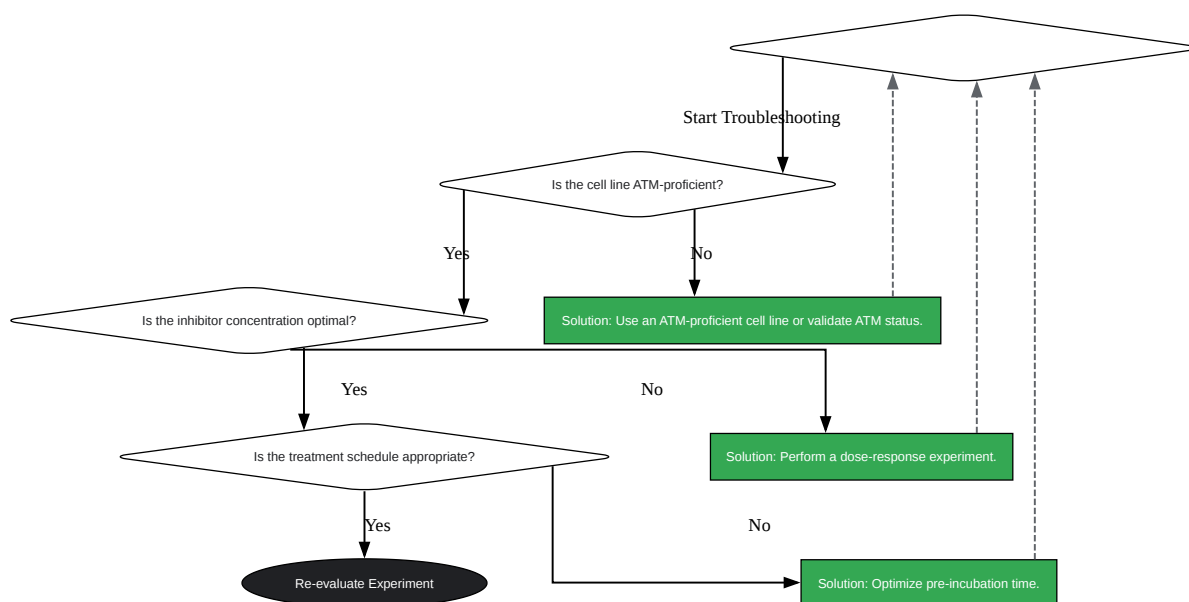 Start Troubleshooting
Is the cell line ATM-proficient?
Yes
No
Is the inhibitor concentration optimal?
Solution: Use an ATM-proficient cell line or validate ATM status.
Yes
No
Is the treatment schedule appropriate?
Solution: Perform a dose-response experiment.
Yes
No
Re-evaluate Experiment
Solution: Optimize pre-incubation time.